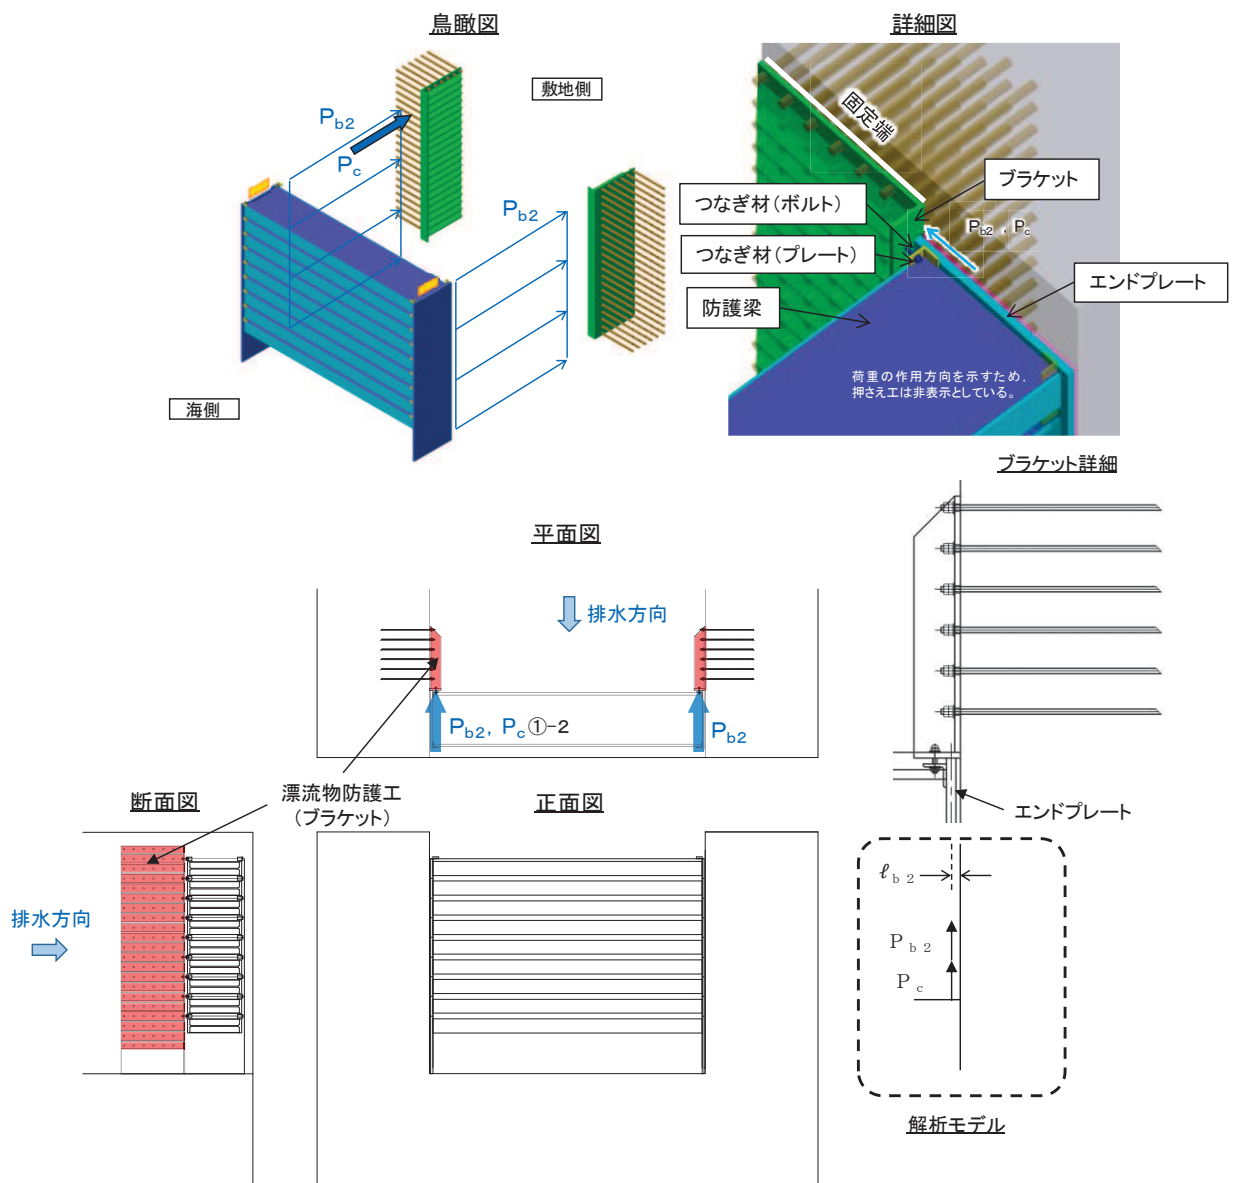 鳥瞰図
敷地側
Pb2
Pc
Pb2
海側
詳細図
固定端
ブラケット
つなぎ材(ボルト)
Pb2 , Pc
つなぎ材(プレート)
エンドプレート
防護梁
荷重の作用方向を示すため,
押さえ工は非表示としている。
ブラケット詳細
平面図
排水方向
Pb2, Pc①-2
Pb2
エンドプレート
断面図
漂流物防護工
(ブラケット)
正面図
排水方向
ℓb2
Pb2
Pc
解析モデル